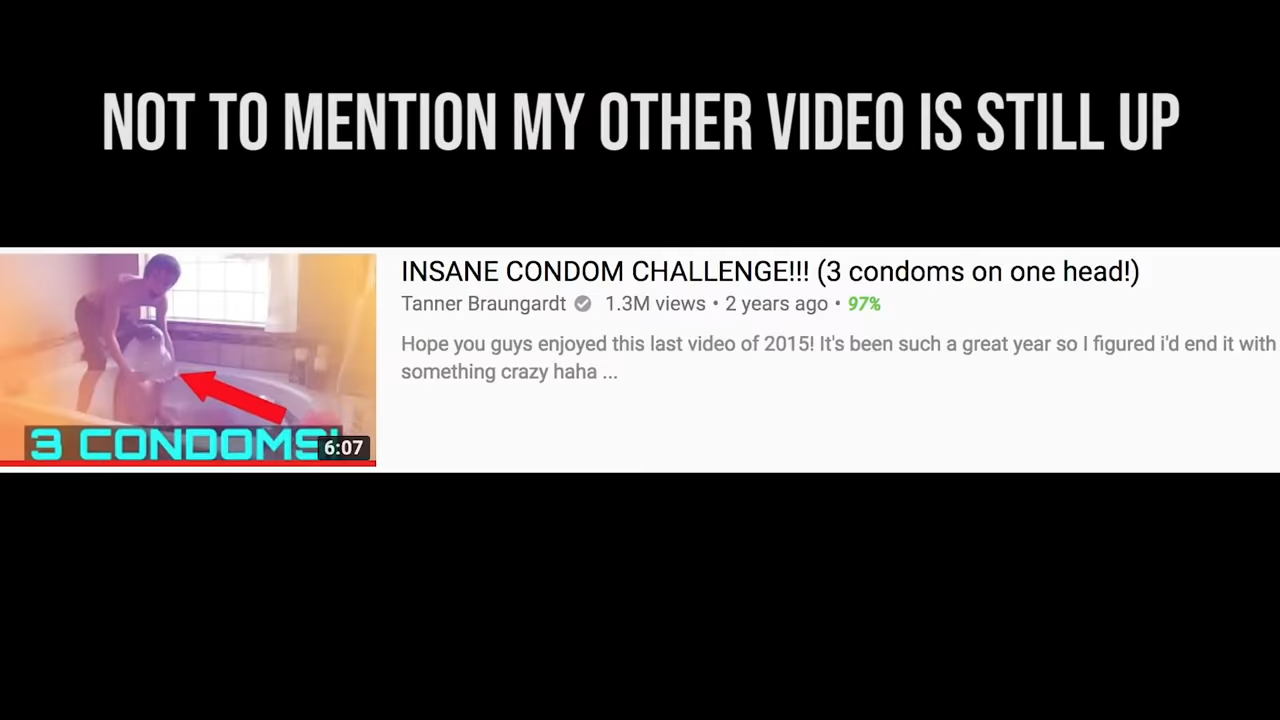 NOT TO MENTION MY OTHER VIDEO IS STILL UP
INSANE CONDOM CHALLENGE!!! (3 condoms on one head!)
Tanner Braungardt 1.3M views • 2 years ago • 97%
Hope you guys enjoyed this last video of 2015! It's been such a great year so I figured i'd end it with
something crazy haha ...
3 CONDOMS!
6:07